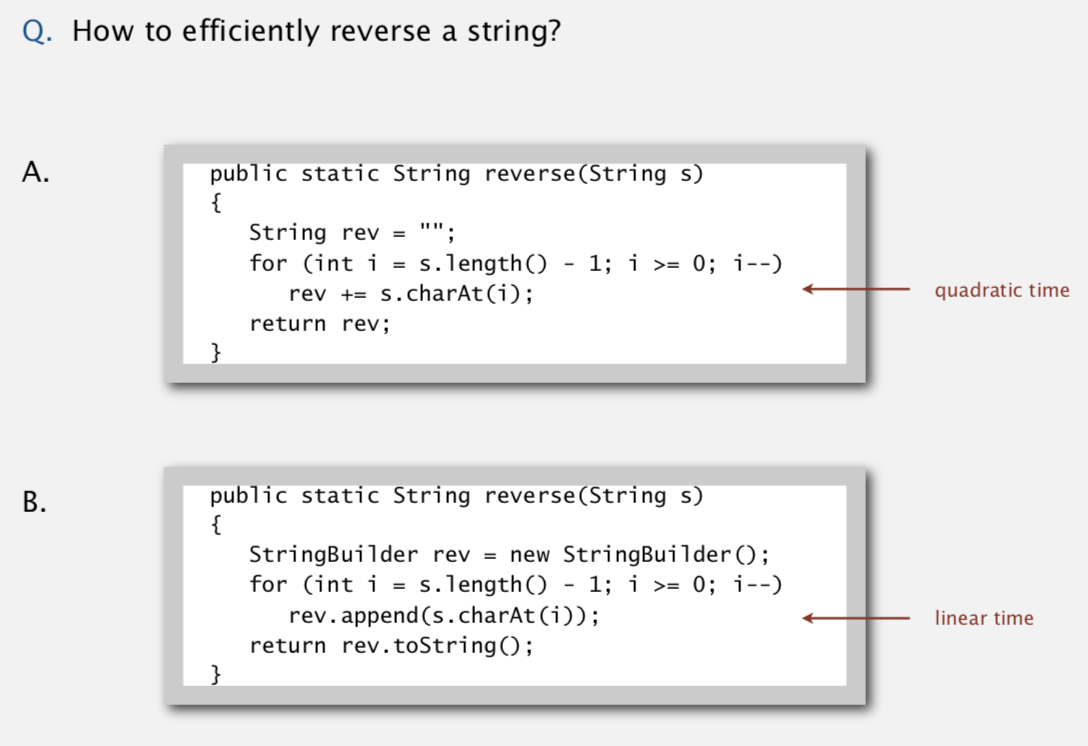 Q. How to efficiently reverse a string?
A.
public static String reverse(String s)
{
   String rev = "";
   for (int i = s.length() - 1; i >= 0; i--)
      rev += s.charAt(i);
   return rev;
}
quadratic time
B.
public static String reverse(String s)
{
   StringBuilder rev = new StringBuilder();
   for (int i = s.length() - 1; i >= 0; i--)
      rev.append(s.charAt(i));
   return rev.toString();
}
linear time